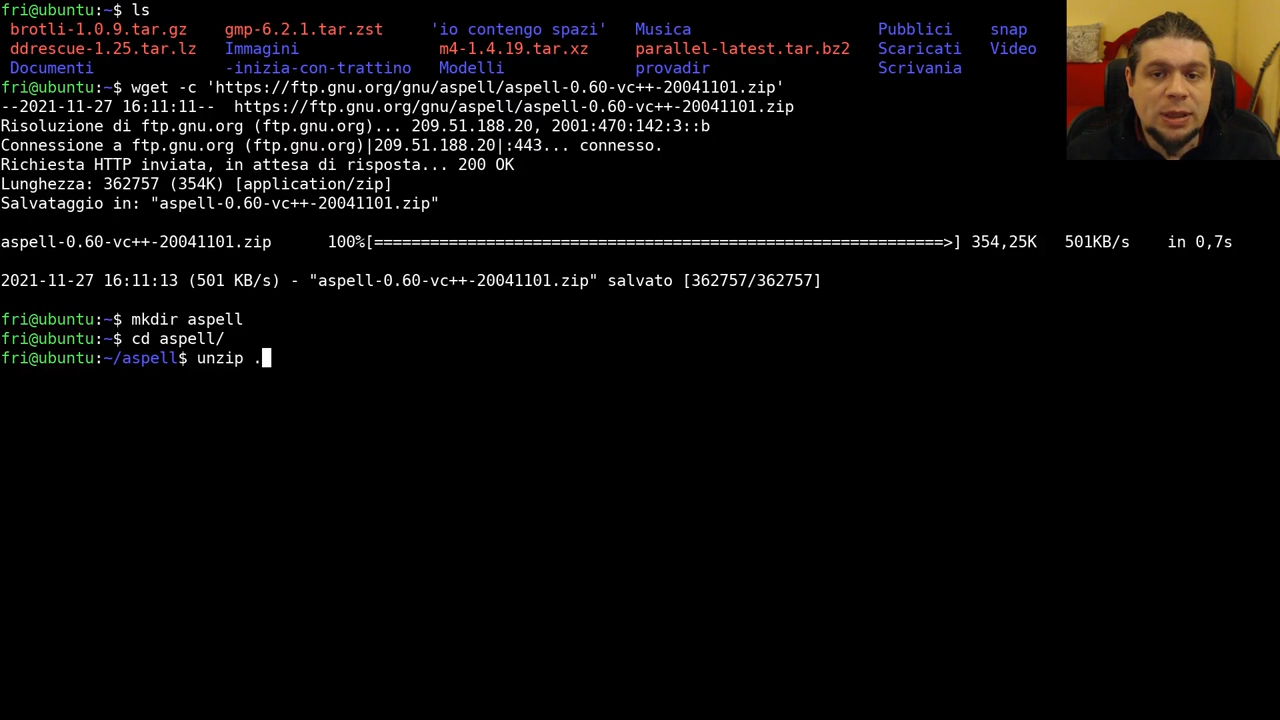 fri@ubuntu:~$ ls
brotli-1.0.9.tar.gz gmp-6.2.1.tar.zst 'io contengo spazi' Musica Pubblici snap
ddrescue-1.25.tar.lz Immagini m4-1.4.19.tar.xz parallel-latest.tar.bz2 Scaricati Video
Documenti -inizia-con-trattino Modelli provadir Scrivania
fri@ubuntu:~$ wget -c 'https://ftp.gnu.org/gnu/aspell/aspell-0.60-vc++-20041101.zip'
--2021-11-27 16:11:11-- https://ftp.gnu.org/gnu/aspell/aspell-0.60-vc++-20041101.zip
Risoluzione di ftp.gnu.org (ftp.gnu.org)... 209.51.188.20, 2001:470:142:3::b
Connessione a ftp.gnu.org (ftp.gnu.org)|209.51.188.20|:443... connesso.
Richiesta HTTP inviata, in attesa di risposta... 200 OK
Lunghezza: 362757 (354K) [application/zip]
Salvataggio in: "aspell-0.60-vc++-20041101.zip"
aspell-0.60-vc++-20041101.zip 100%[=============================================================>] 354,25K 501KB/s in 0,7s
2021-11-27 16:11:13 (501 KB/s) - "aspell-0.60-vc++-20041101.zip" salvato [362757/362757]
fri@ubuntu:~$ mkdir aspell
fri@ubuntu:~$ cd aspell/
fri@ubuntu:~/aspell$ unzip .